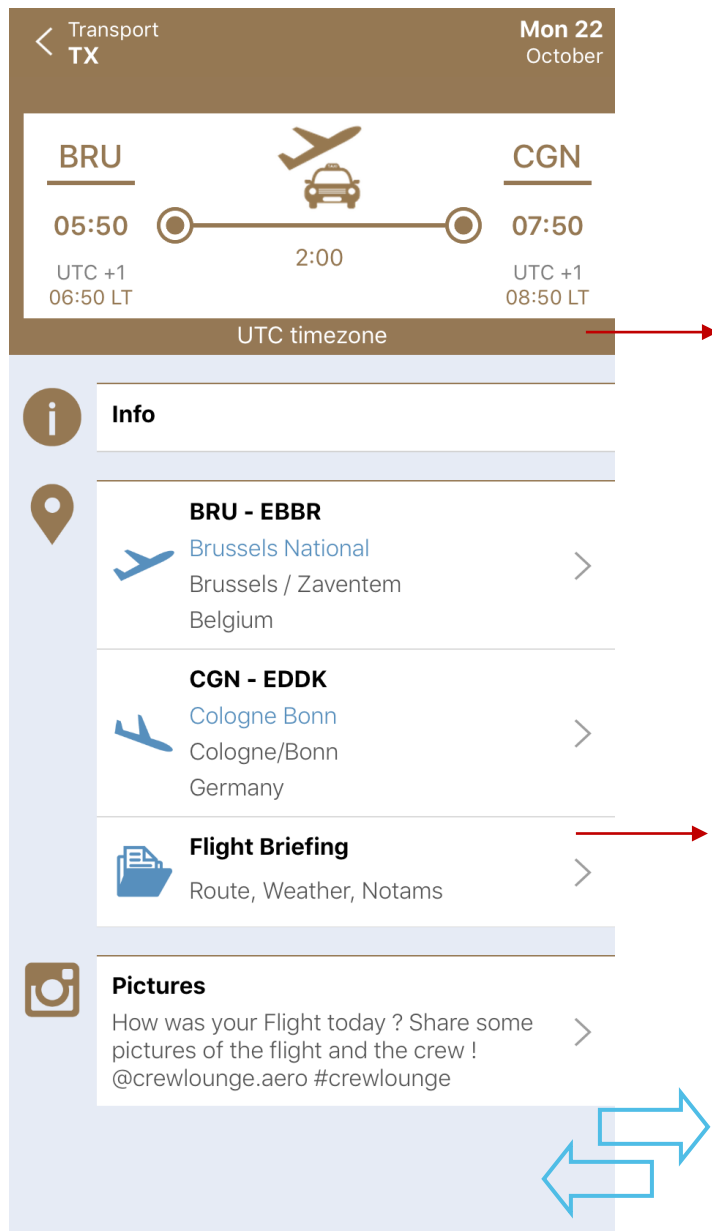 Transport
TX
Mon 22
October
BRU
CGN
05:50
07:50
2:00
UTC +1
UTC +1
06:50 LT
08:50 LT
UTC timezone
i
Info
BRU - EBBR
Brussels National
Brussels / Zaventem
Belgium
CGN - EDDK
Cologne Bonn
Cologne/Bonn
Germany
Flight Briefing
Route, Weather, Notams
Pictures
How was your Flight today ? Share some
pictures of the flight and the crew !
@crewlounge.aero #crewlounge